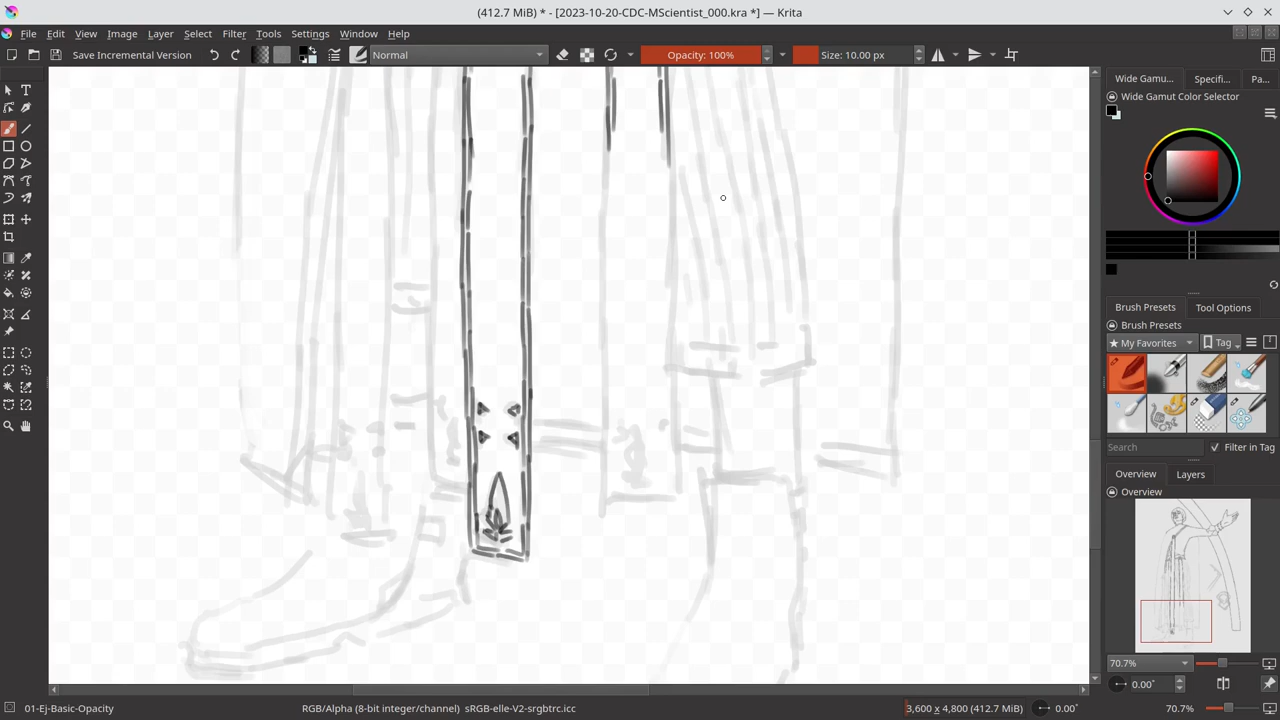 (412.7 MiB) * - [2023-10-20-CDC-MScientist_000.kra *] — Krita
File Edit View Image Layer Select Filter Tools Settings Window Help
Save Incremental Version Normal Opacity: 100% Size: 10.00 px
Wide Gamu... Specifi... Pa...
Wide Gamut Color Selector
Brush Presets Tool Options
Brush Presets
★ My Favorites Tag
Search Filter in Tag
Overview Layers
Overview
70.7%
0.00°
01-Ej-Basic-Opacity RGB/Alpha (8-bit integer/channel) sRGB-elle-V2-srgbtrc.icc 3,600 x 4,800 (412.7 MiB) 0.00° 70.7%